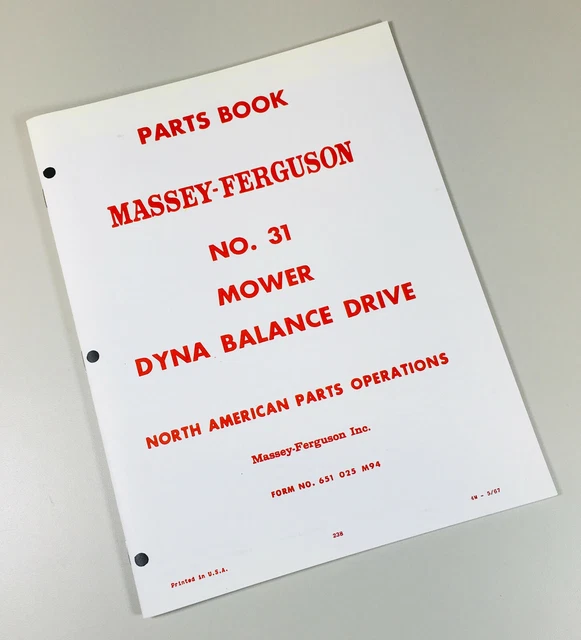 PARTS BOOK
MASSEY-FERGUSON
NO. 31
MOWER
DYNA BALANCE DRIVE
NORTH AMERICAN PARTS OPERATIONS
Massey-Ferguson Inc.
FORM NO. 651 025 M94
338
Printed in U.S.A.